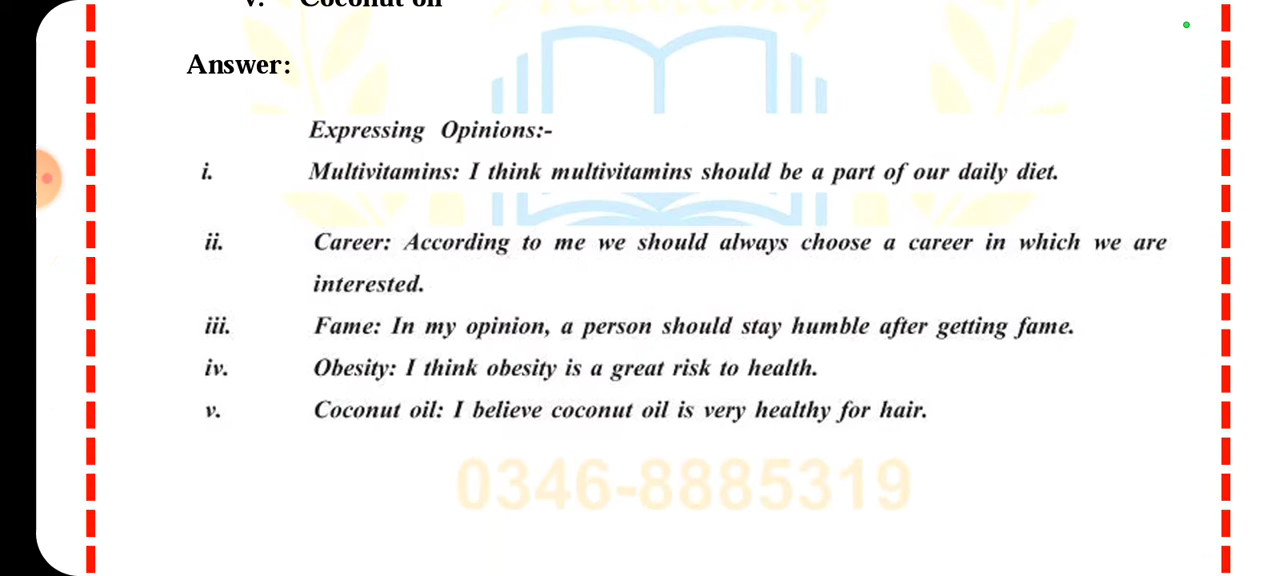 v. Coconut oil
Academy
Answer:
Expressing Opinions:-
i. Multivitamins: I think multivitamins should be a part of our daily diet.
ii. Career: According to me we should always choose a career in which we are
interested.
iii. Fame: In my opinion, a person should stay humble after getting fame.
iv. Obesity: I think obesity is a great risk to health.
v. Coconut oil: I believe coconut oil is very healthy for hair.
0346-8885319